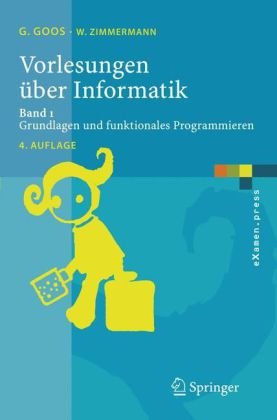 G. GOOS • W. ZIMMERMANN
Vorlesungen
über Informatik
Band 1
Grundlagen und funktionales Programmieren
4. AUFLAGE
eXamen.press
Springer